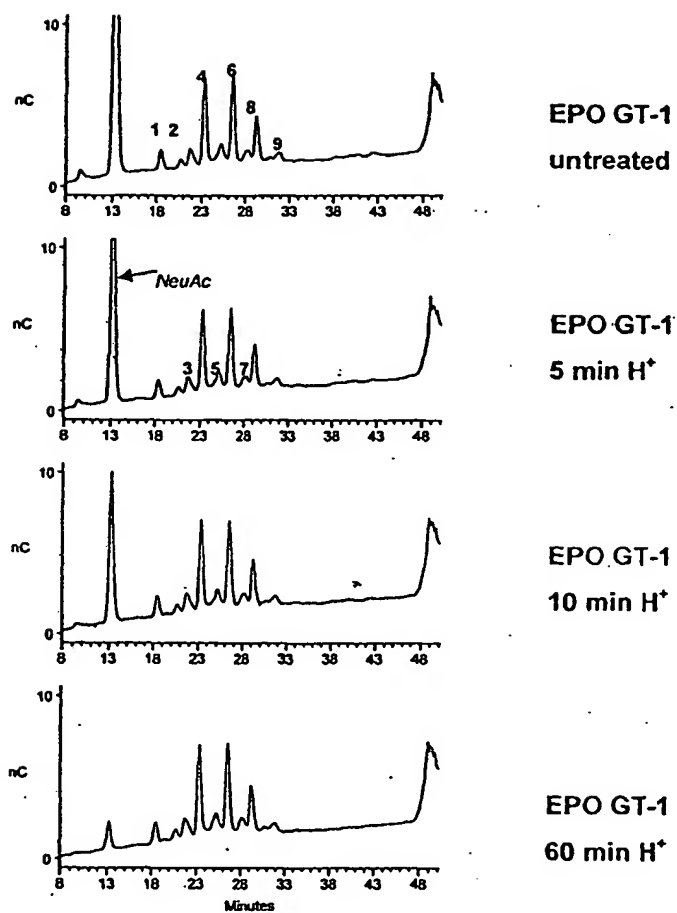 10
nC
0
1 2 4 6 8 9
8 13 18 23 28 33 38 43 48
EPO GT-1
untreated
10
nC
0
NeuAc
3 5 7
8 13 18 23 28 33 38 43 48
EPO GT-1
5 min H⁺
10
nC
0
8 13 18 23 28 33 38 43 48
EPO GT-1
10 min H⁺
10
nC
0
8 13 18 23 28 33 38 43 48
Minutes
EPO GT-1
60 min H⁺